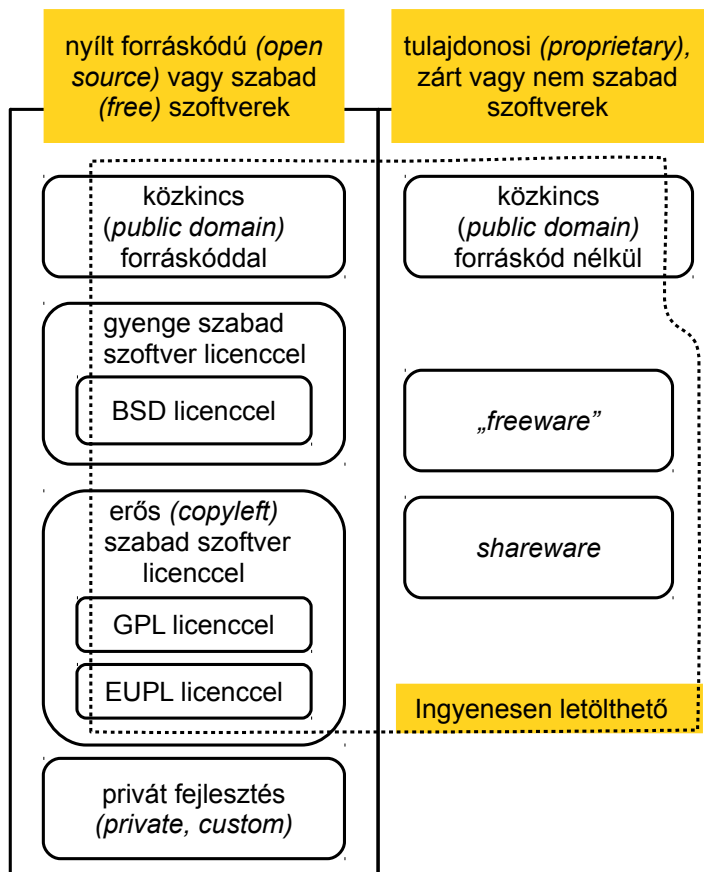 nyílt forráskódú (open
source) vagy szabad
(free) szoftverek
tulajdonosi (proprietary),
zárt vagy nem szabad
szoftverek
közkincs
(public domain)
forráskóddal
közkincs
(public domain)
forráskód nélkül
gyenge szabad
szoftver licenccel
BSD licenccel
„freeware”
erős (copyleft)
szabad szoftver
licenccel
shareware
GPL licenccel
EUPL licenccel
Ingyenesen letölthető
privát fejlesztés
(private, custom)